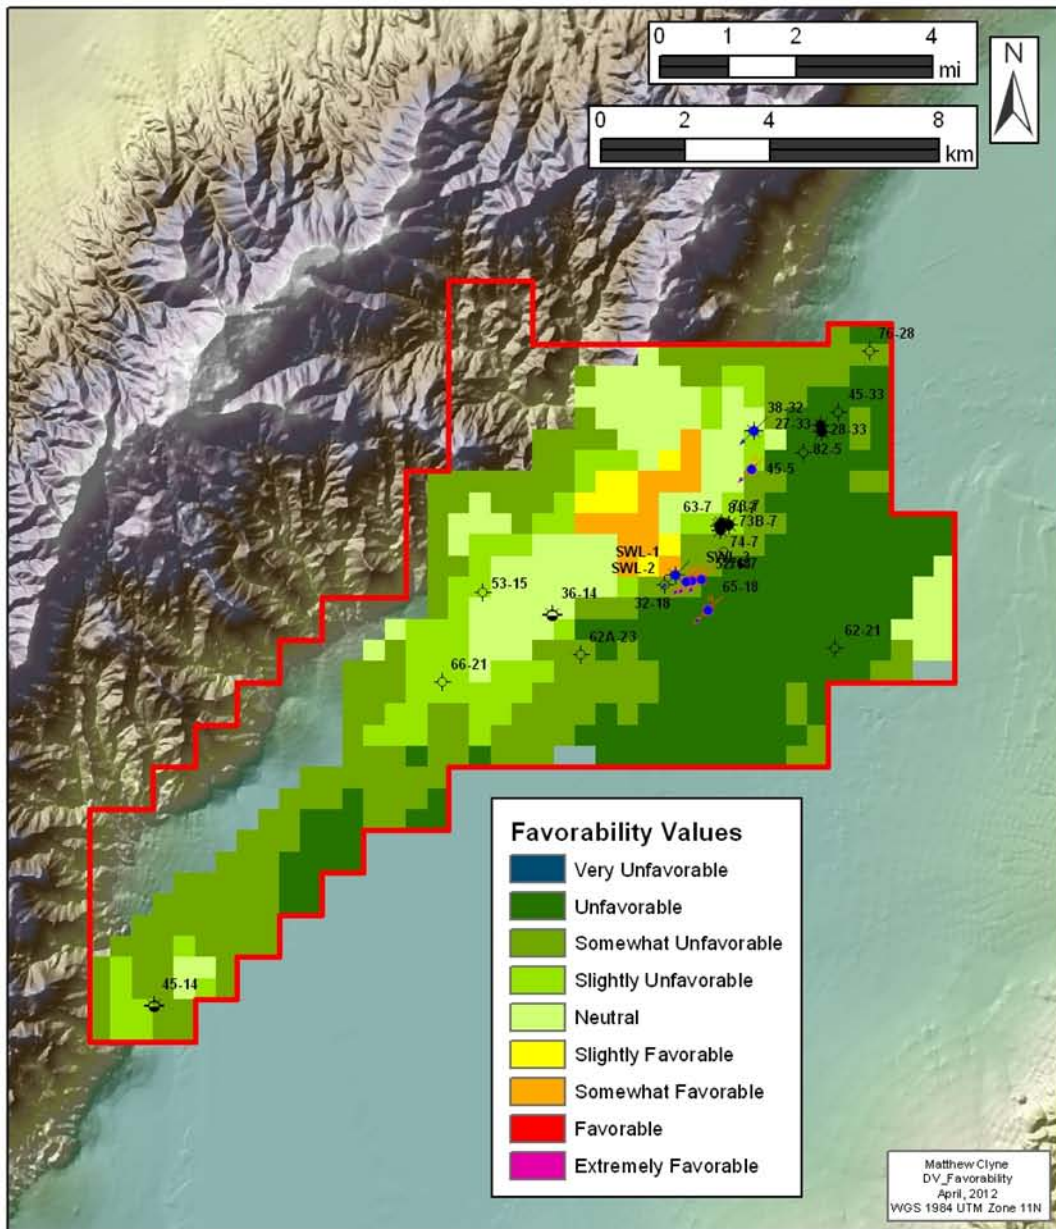 0 1 2 4
mi
N
0 2 4 8
km
76-28
45-33
38-32
27-33
28-33
82-5
45-5
63-7
73B-7
74-7
SWL-1
SWL-3
SWL-2
65-18
53-15
36-14
32-18
62A-23
62-21
66-21
45-14
Favorability Values
Very Unfavorable
Unfavorable
Somewhat Unfavorable
Slightly Unfavorable
Neutral
Slightly Favorable
Somewhat Favorable
Favorable
Extremely Favorable
Matthew Clyne
DV_Favorability
April, 2012
WGS 1984 UTM Zone 11N